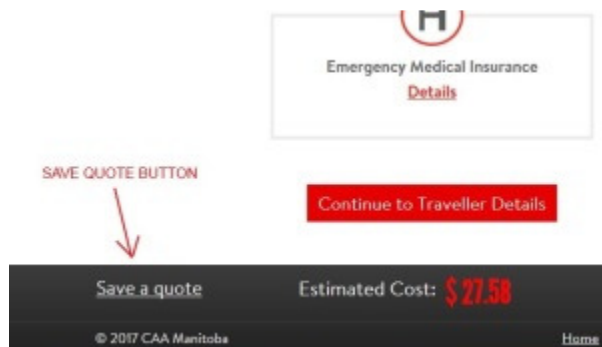 H
Emergency Medical Insurance
Details
SAVE QUOTE BUTTON
Continue to Traveller Details
Save a quote Estimated Cost: $ 27.58
© 2017 CAA Manitoba Home